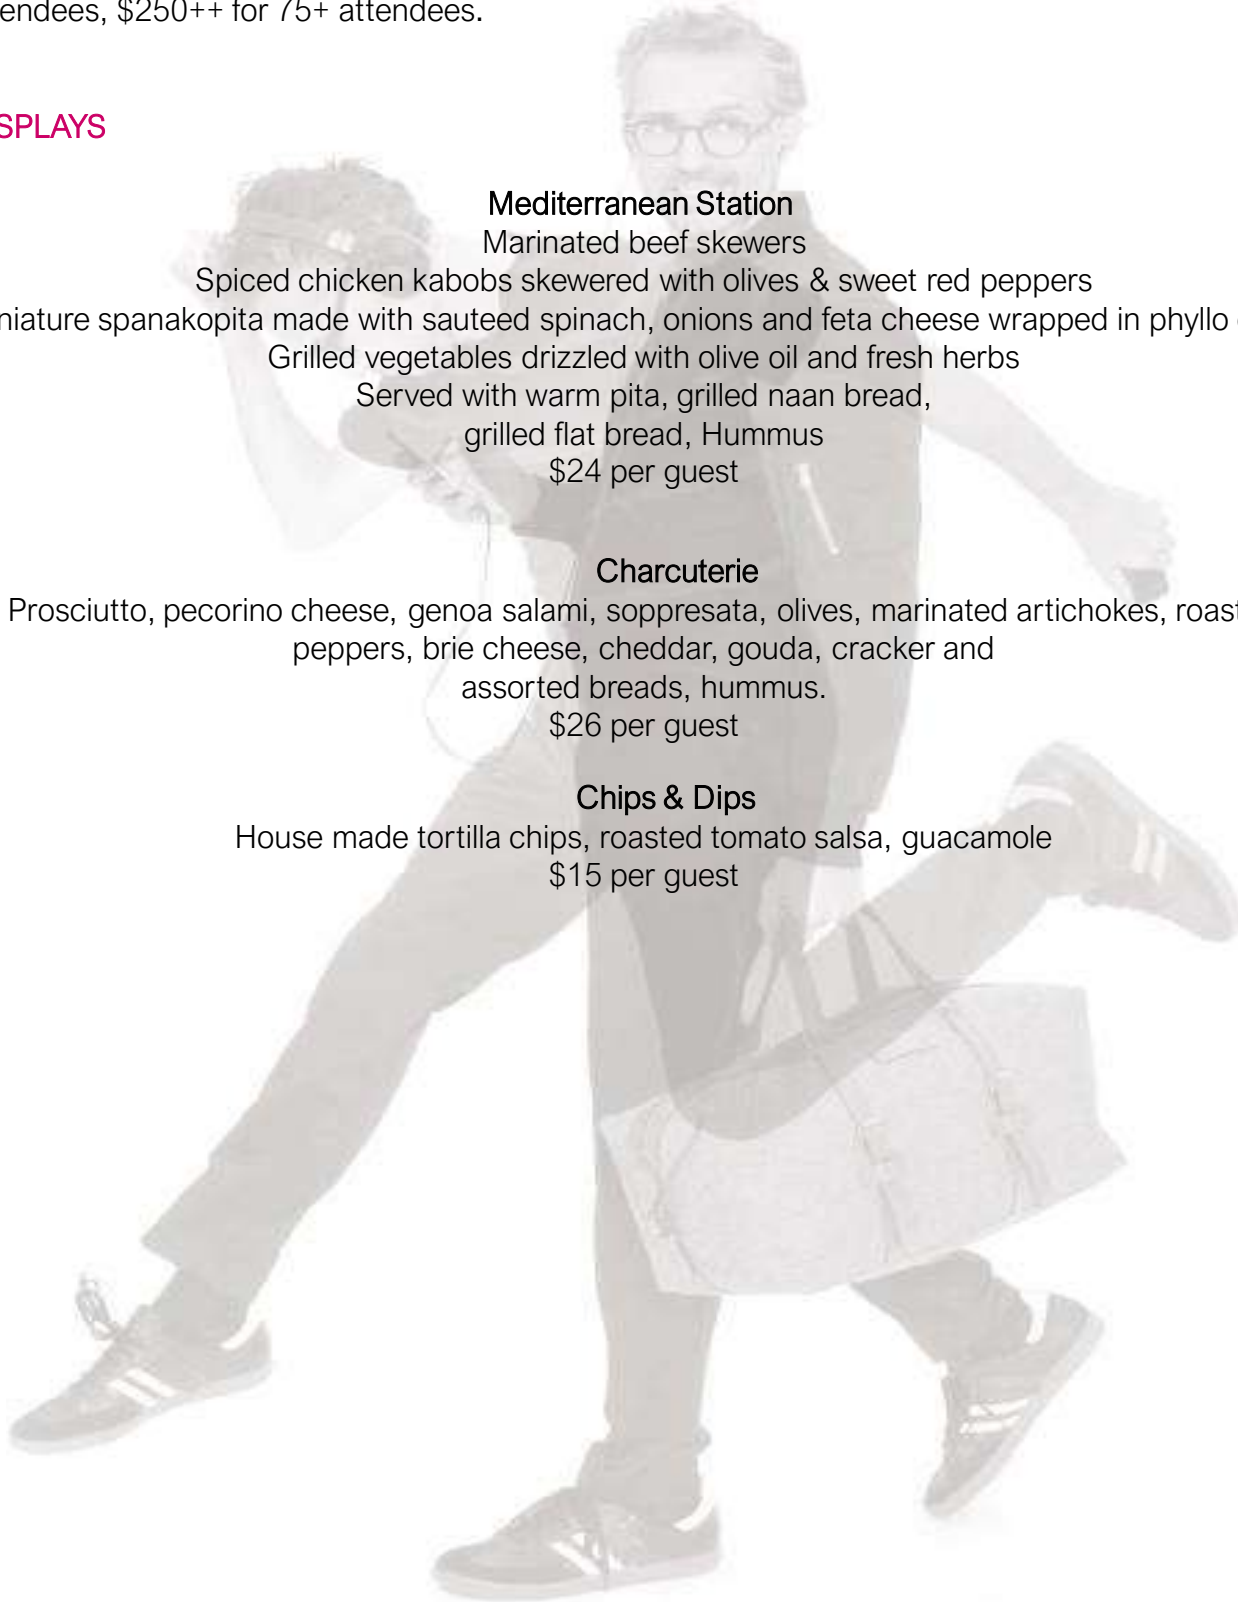 endees, $250++ for 75+ attendees.
SPLAYS
Mediterranean Station
Marinated beef skewers
Spiced chicken kabobs skewered with olives & sweet red peppers
niature spanakopita made with sauteed spinach, onions and feta cheese wrapped in phyllo
Grilled vegetables drizzled with olive oil and fresh herbs
Served with warm pita, grilled naan bread,
grilled flat bread, Hummus
$24 per guest
Charcuterie
Prosciutto, pecorino cheese, genoa salami, soppresata, olives, marinated artichokes, roast
peppers, brie cheese, cheddar, gouda, cracker and
assorted breads, hummus.
$26 per guest
Chips & Dips
House made tortilla chips, roasted tomato salsa, guacamole
$15 per guest